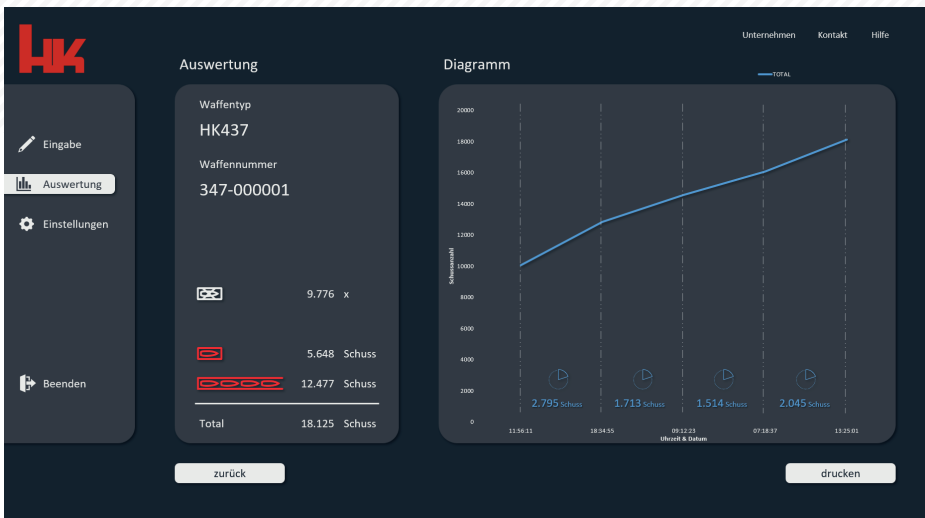 HK
Unternehmen Kontakt Hilfe
Auswertung
Diagramm
TOTAL
Eingabe
Auswertung
Einstellungen
Beenden
Waffentyp
HK437
Waffennummer
347-000001
9.776 x
5.648 Schuss
12.477 Schuss
Total 18.125 Schuss
20000
18000
16000
14000
12000
10000
8000
6000
4000
2000
0
Schussanzahl
2.795 Schuss 1.713 Schuss 1.514 Schuss 2.045 Schuss
11:56:11 18:54:55 09:12:23 07:18:37 13:25:01
Uhrzeit & Datum
zurück
drucken